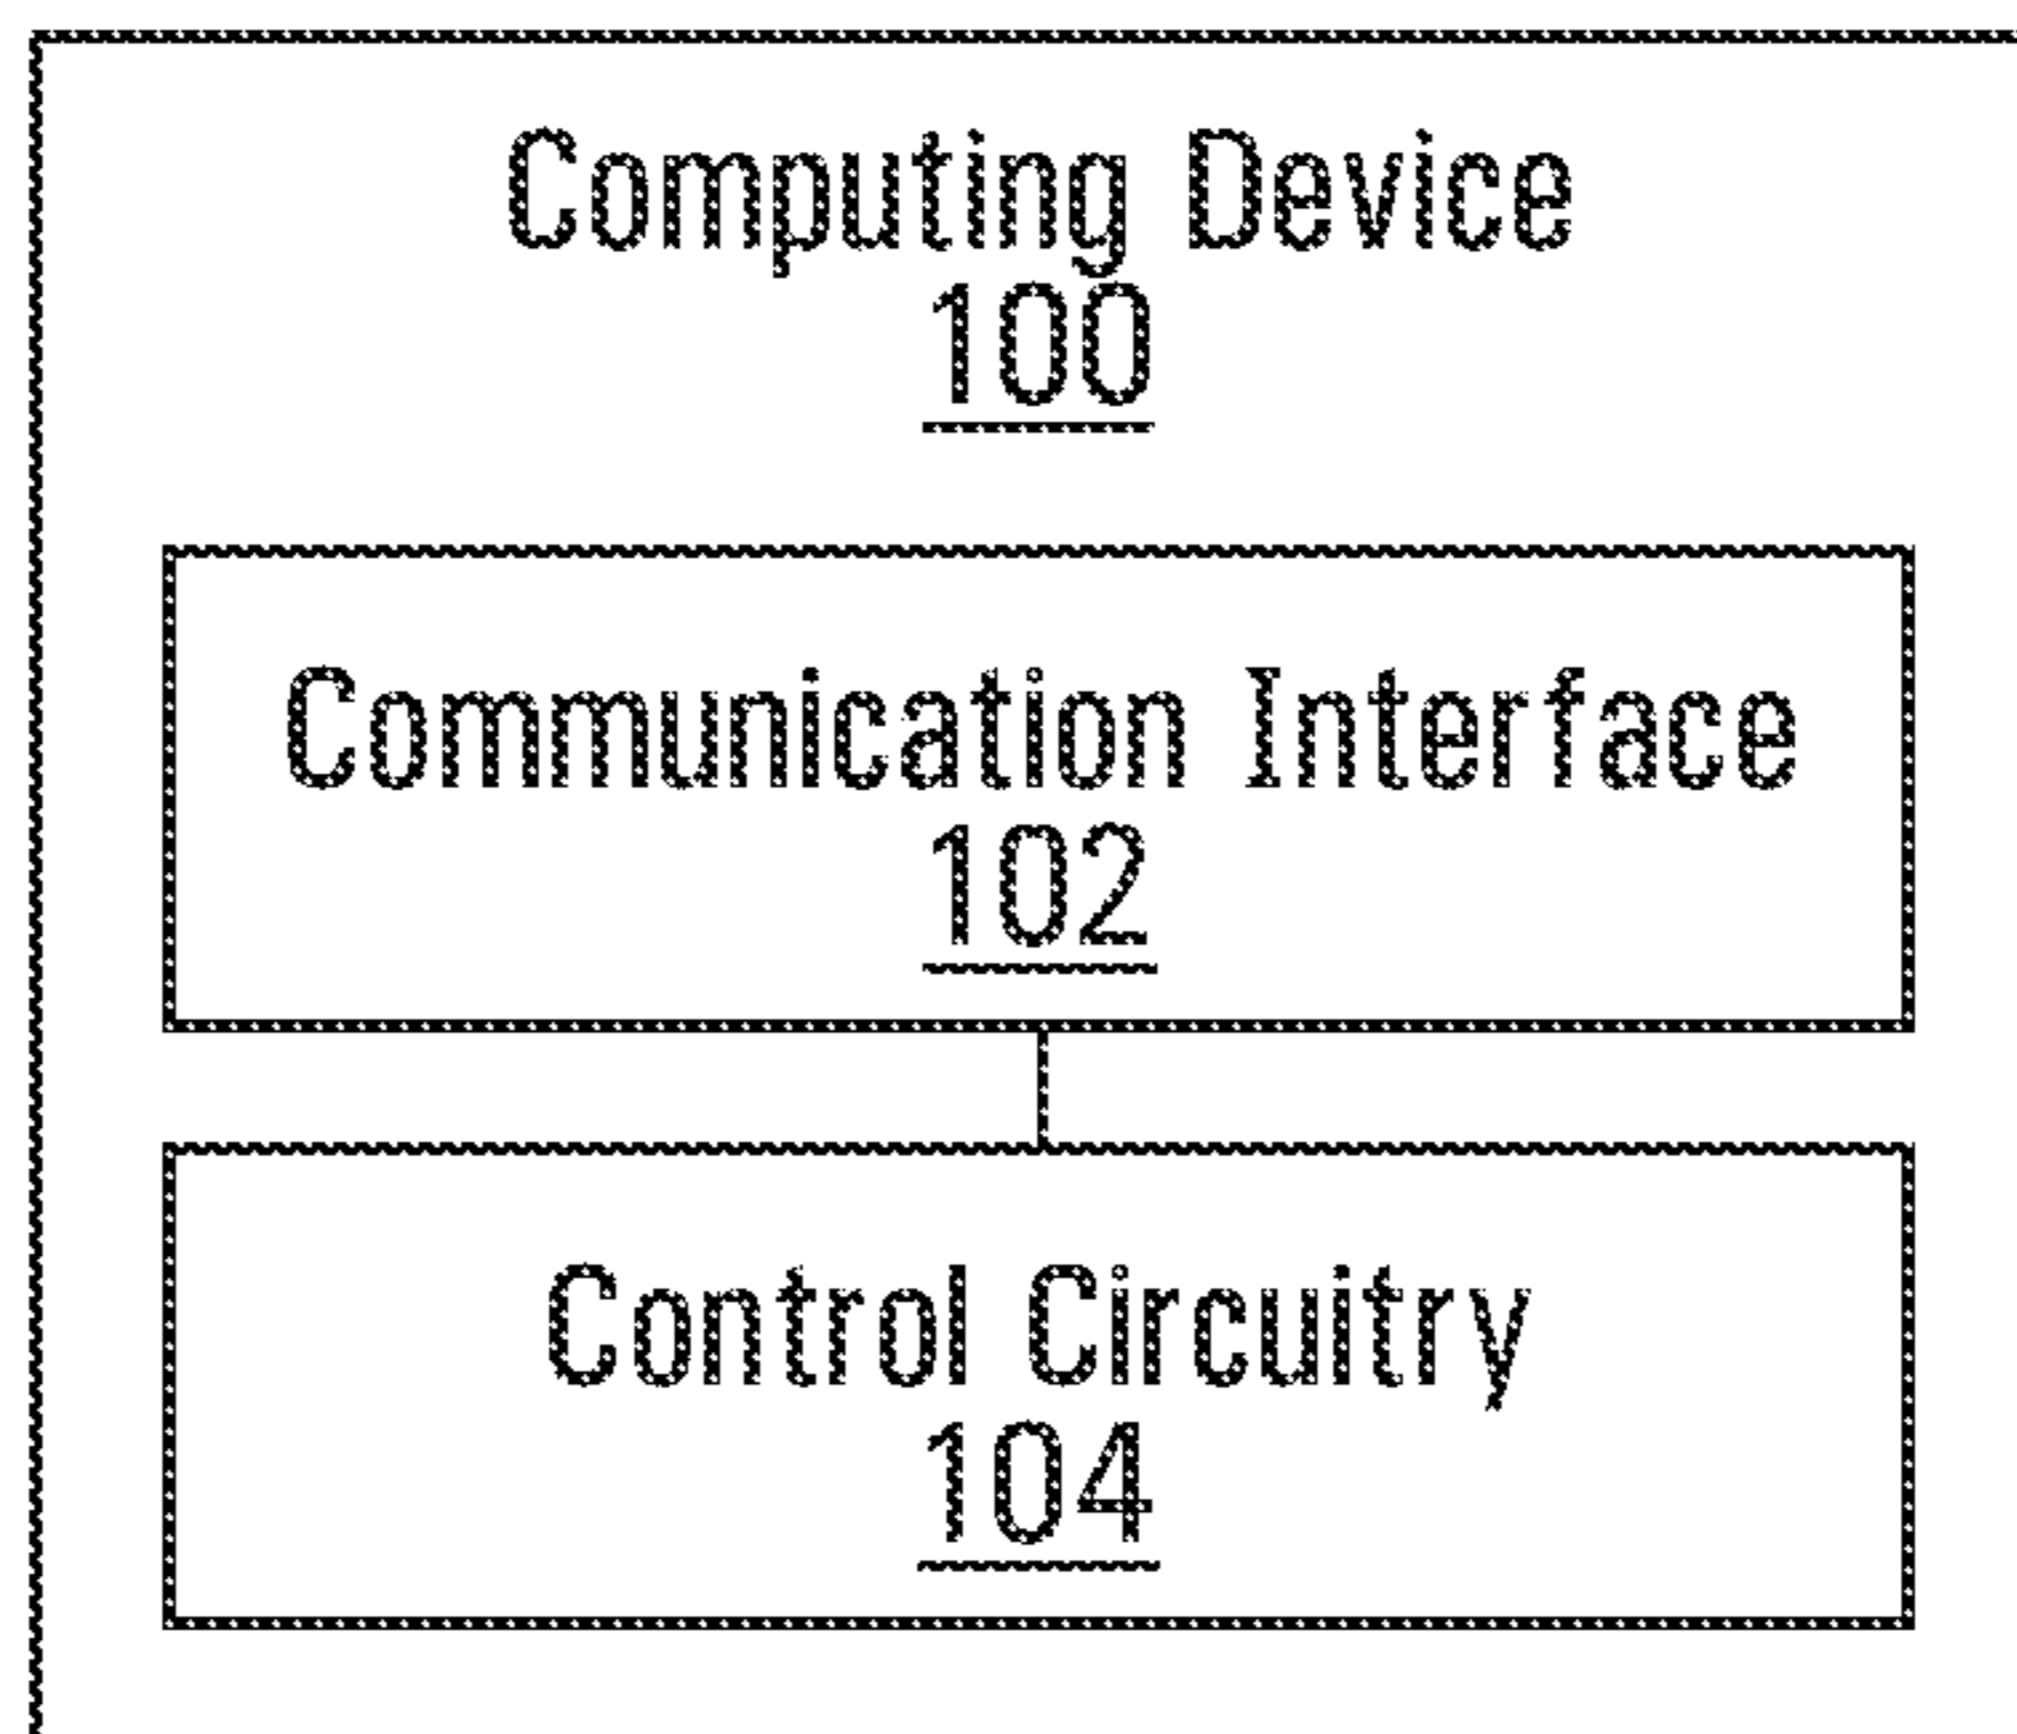 Computing Device
100
Communication Interface
102
Control Circuitry
104